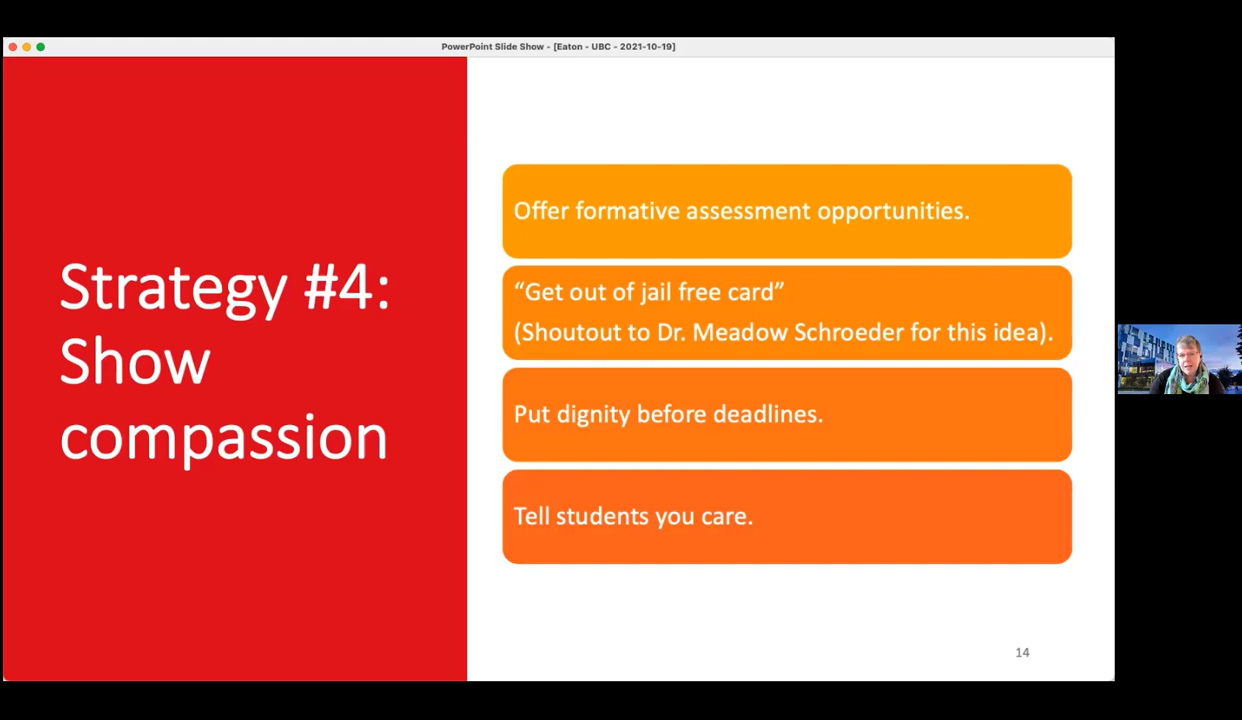 PowerPoint Slide Show - [Eaton - UBC - 2021-10-19]
Strategy #4:
Show
compassion
Offer formative assessment opportunities.
“Get out of jail free card”
(Shoutout to Dr. Meadow Schroeder for this idea).
Put dignity before deadlines.
Tell students you care.
14